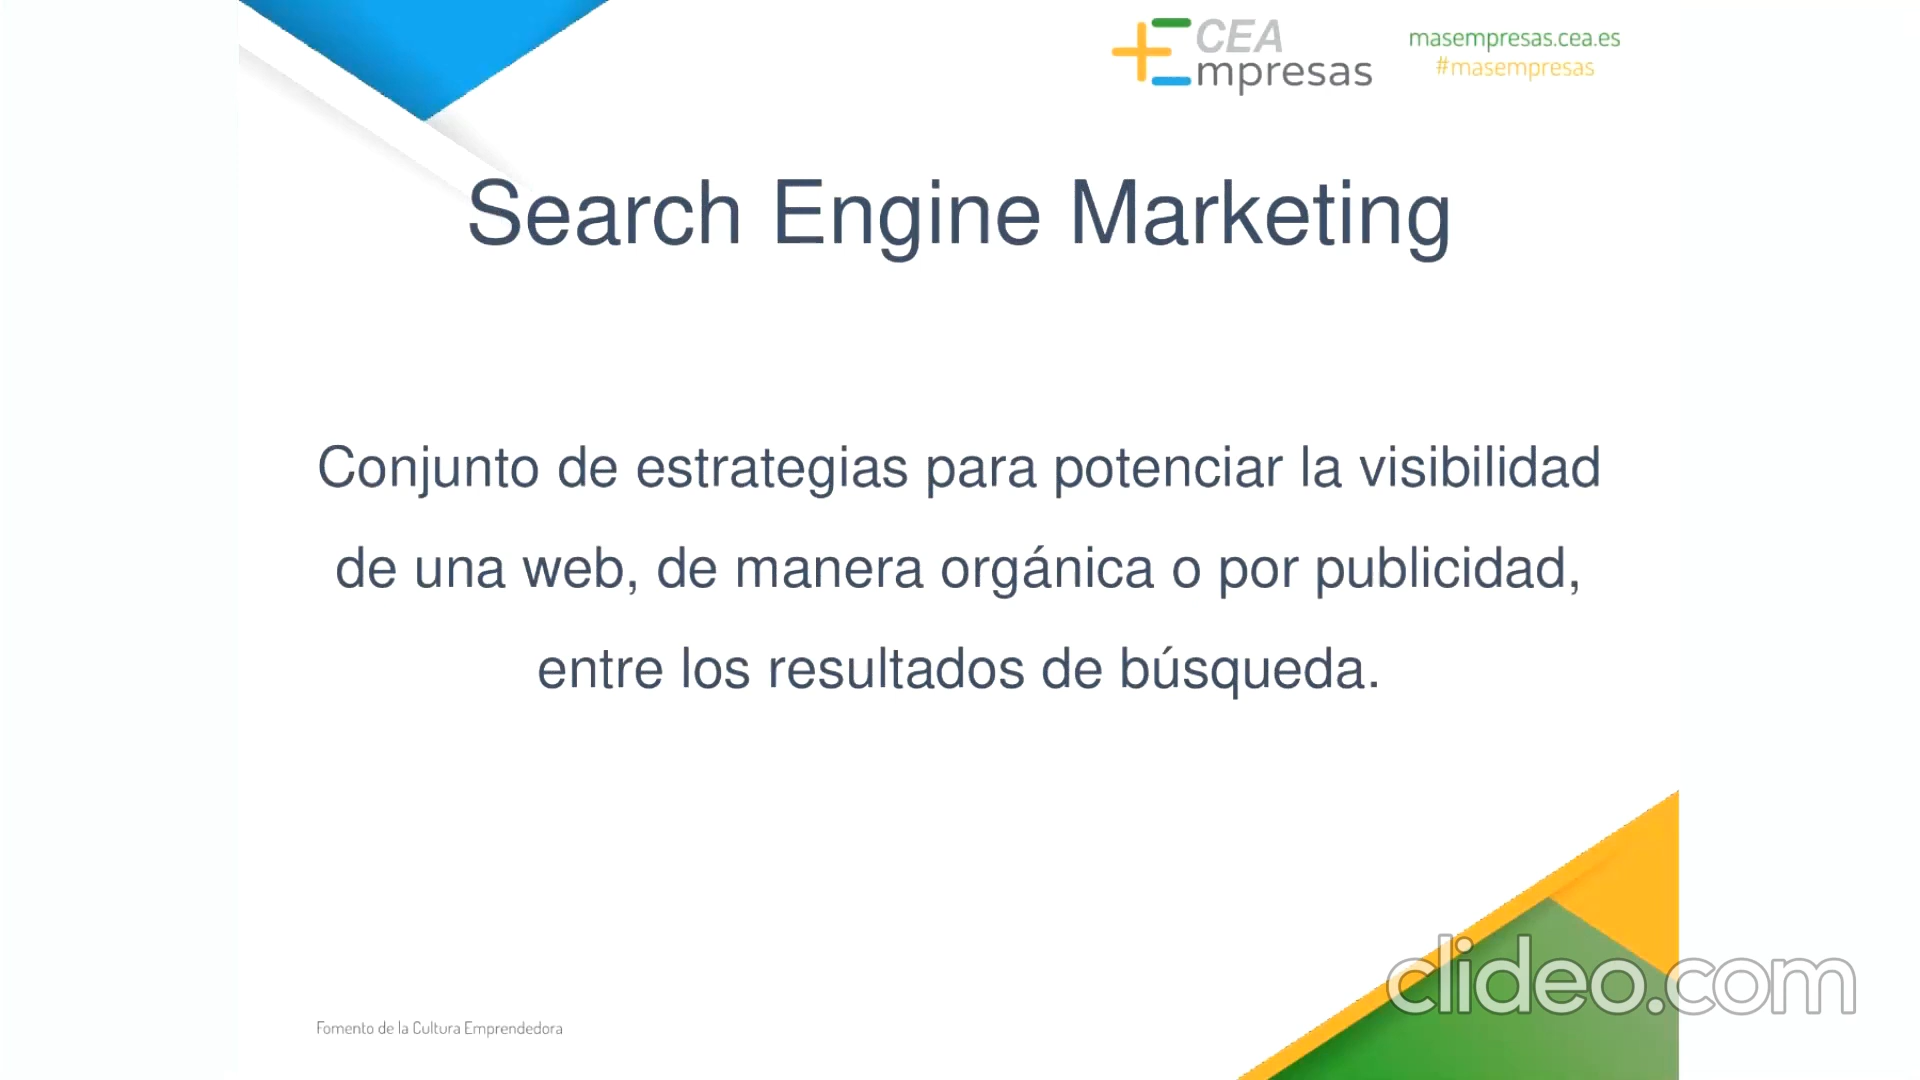 CEA
Empresas
masempresas.cea.es
#masempresas
Search Engine Marketing
Conjunto de estrategias para potenciar la visibilidad
de una web, de manera orgánica o por publicidad,
entre los resultados de búsqueda.
clideo.com
Fomento de la Cultura Emprendedora